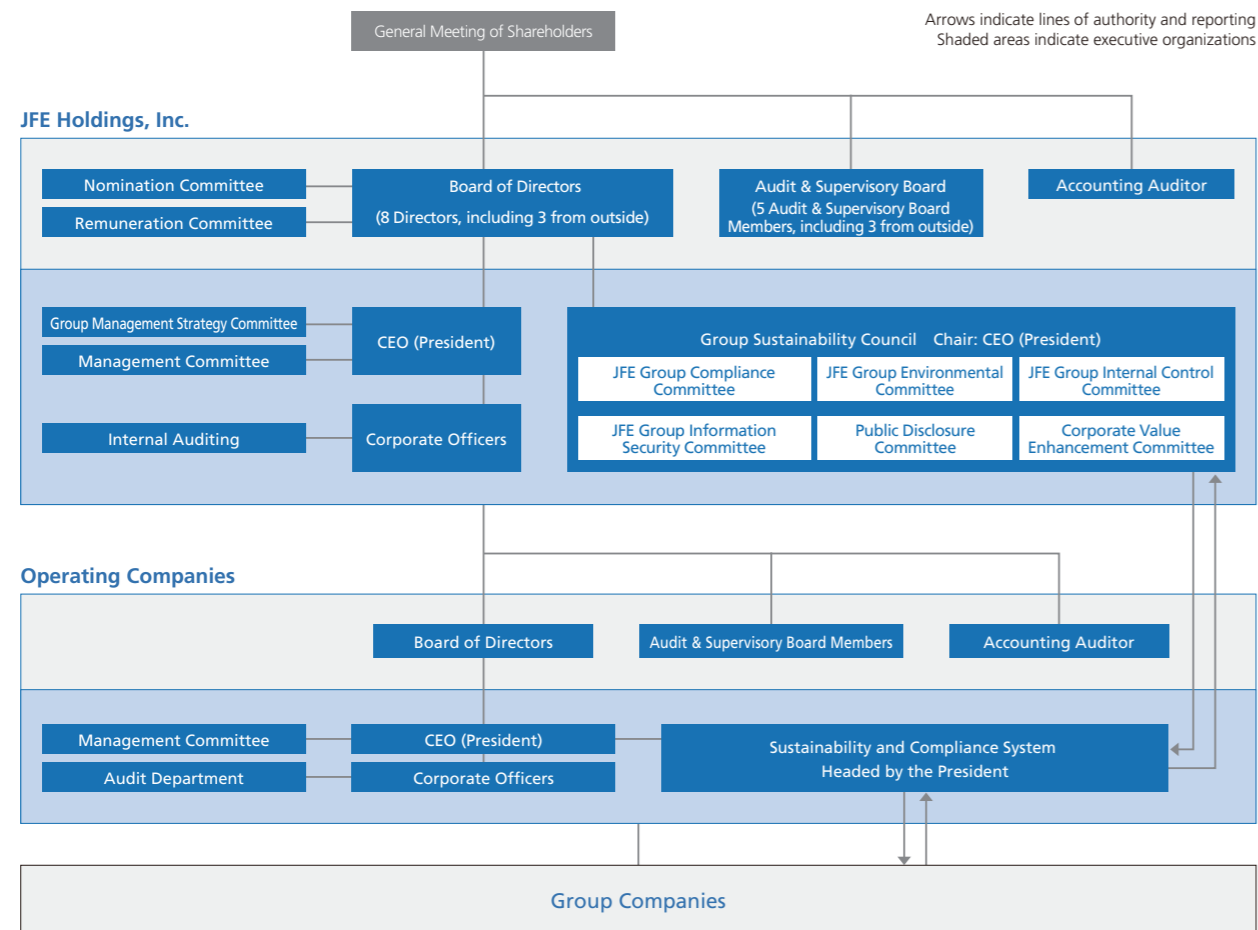 General Meeting of Shareholders
Arrows indicate lines of authority and reporting
Shaded areas indicate executive organizations
JFE Holdings, Inc.
Nomination Committee
Remuneration Committee
Board of Directors
(8 Directors, including 3 from outside)
Audit & Supervisory Board
(5 Audit & Supervisory Board
Members, including 3 from outside)
Accounting Auditor
Group Management Strategy Committee
Management Committee
CEO (President)
Internal Auditing
Corporate Officers
Group Sustainability Council Chair: CEO (President)
JFE Group Compliance
Committee
JFE Group Environmental
Committee
JFE Group Internal Control
Committee
JFE Group Information
Security Committee
Public Disclosure
Committee
Corporate Value
Enhancement Committee
Operating Companies
Board of Directors
Audit & Supervisory Board Members
Accounting Auditor
Management Committee
CEO (President)
Audit Department
Corporate Officers
Sustainability and Compliance System
Headed by the President
Group Companies